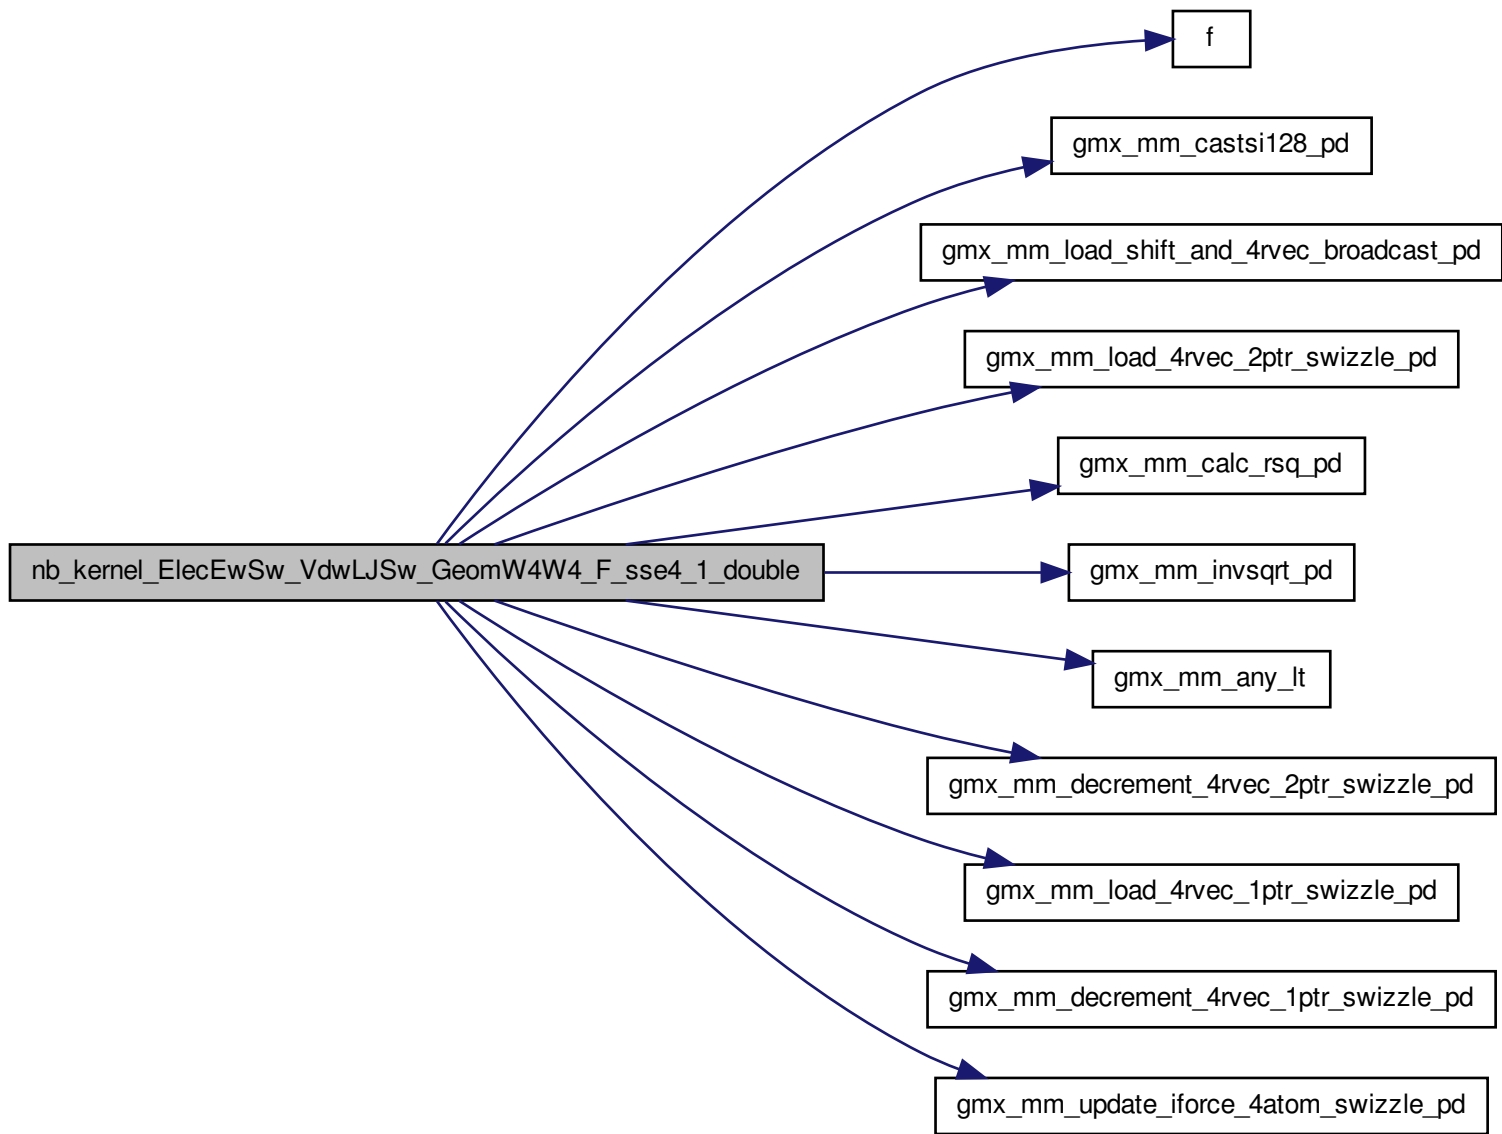 f
gmx_mm_castsi128_pd
gmx_mm_load_shift_and_4rvec_broadcast_pd
gmx_mm_load_4rvec_2ptr_swizzle_pd
gmx_mm_calc_rsq_pd
nb_kernel_ElecEwSw_VdwLJSw_GeomW4W4_F_sse4_1_double
gmx_mm_invsqrt_pd
gmx_mm_any_lt
gmx_mm_decrement_4rvec_2ptr_swizzle_pd
gmx_mm_load_4rvec_1ptr_swizzle_pd
gmx_mm_decrement_4rvec_1ptr_swizzle_pd
gmx_mm_update_iforce_4atom_swizzle_pd